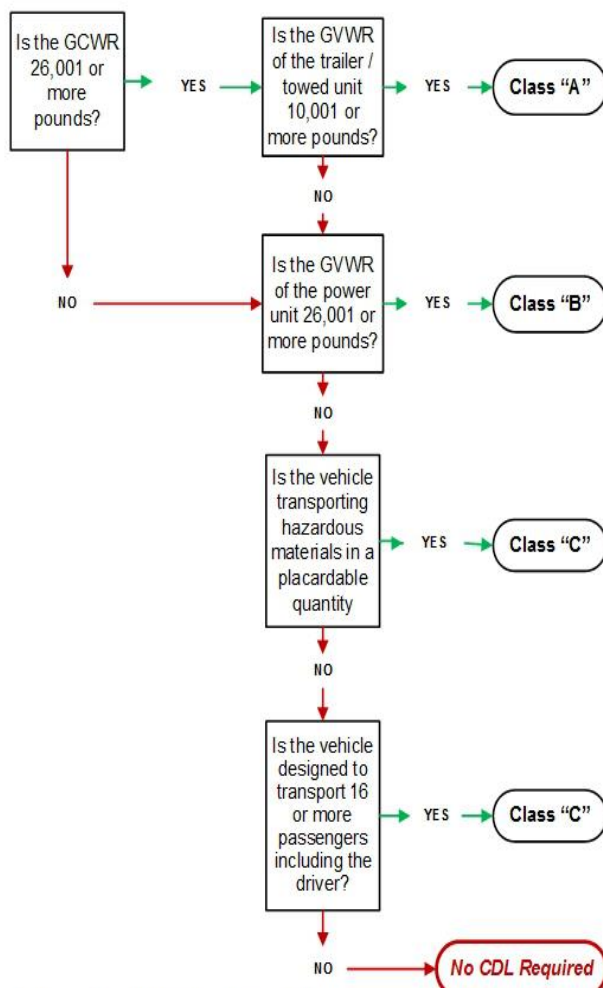 Is the GCWR
26,001 or
more
pounds?
YES
Is the GVWR
of the trailer /
towed unit
10,001 or
more pounds?
YES
Class “A”
NO
NO
Is the GVWR
of the power
unit 26,001 or
more pounds?
YES
Class “B”
NO
Is the vehicle
transporting
hazardous
materials in a
placardable
quantity
YES
Class “C”
NO
Is the vehicle
designed to
transport 16
or more
passengers
including the
driver?
YES
Class “C”
NO
No CDL Required